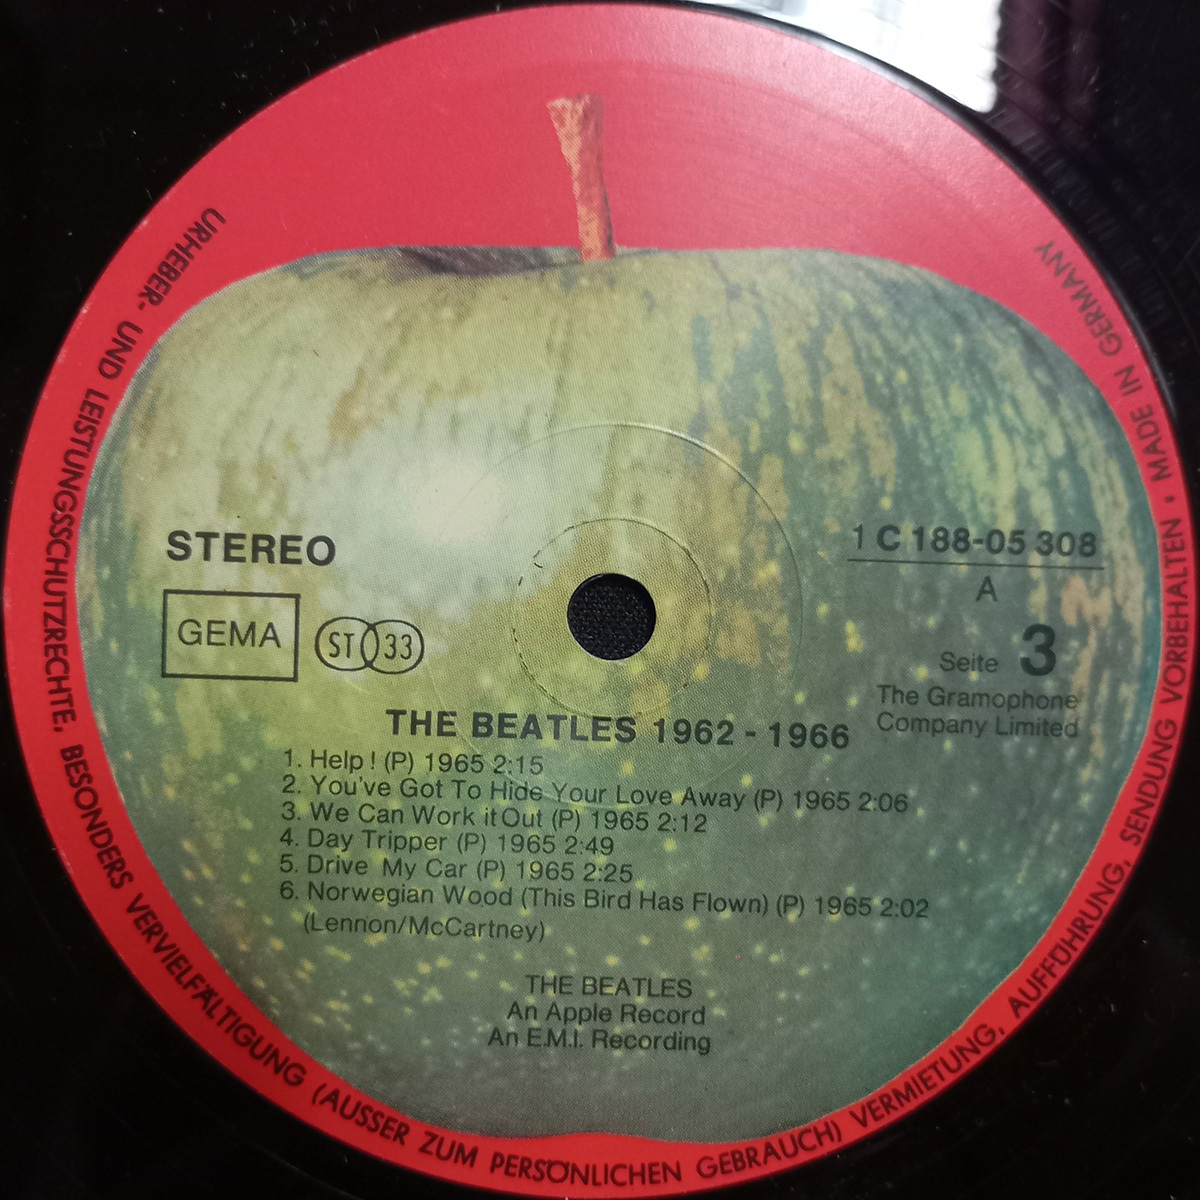 STEREO
GEMA
ST 33
1 C 188-05 308
A
Seite 3
The Gramophone
Company Limited
THE BEATLES 1962 - 1966
1. Help! (P) 1965 2:15
2. You've Got To Hide Your Love Away (P) 1965 2:06
3. We Can Work it Out (P) 1965 2:12
4. Day Tripper (P) 1965 2:49
5. Drive My Car (P) 1965 2:25
6. Norwegian Wood (This Bird Has Flown) (P) 1965 2:02
(Lennon/McCartney)
THE BEATLES
An Apple Record
An E.M.I. Recording
URHEBER- UND LEISTUNGSSCHUTZRECHTE, BESONDERS VERVIELFÄLTIGUNG (AUSSER ZUM PERSÖNLICHEN GEBRAUCH) VERMIETUNG, AUFFÜHRUNG, SENDUNG VORBEHALTEN · MADE IN GERMANY